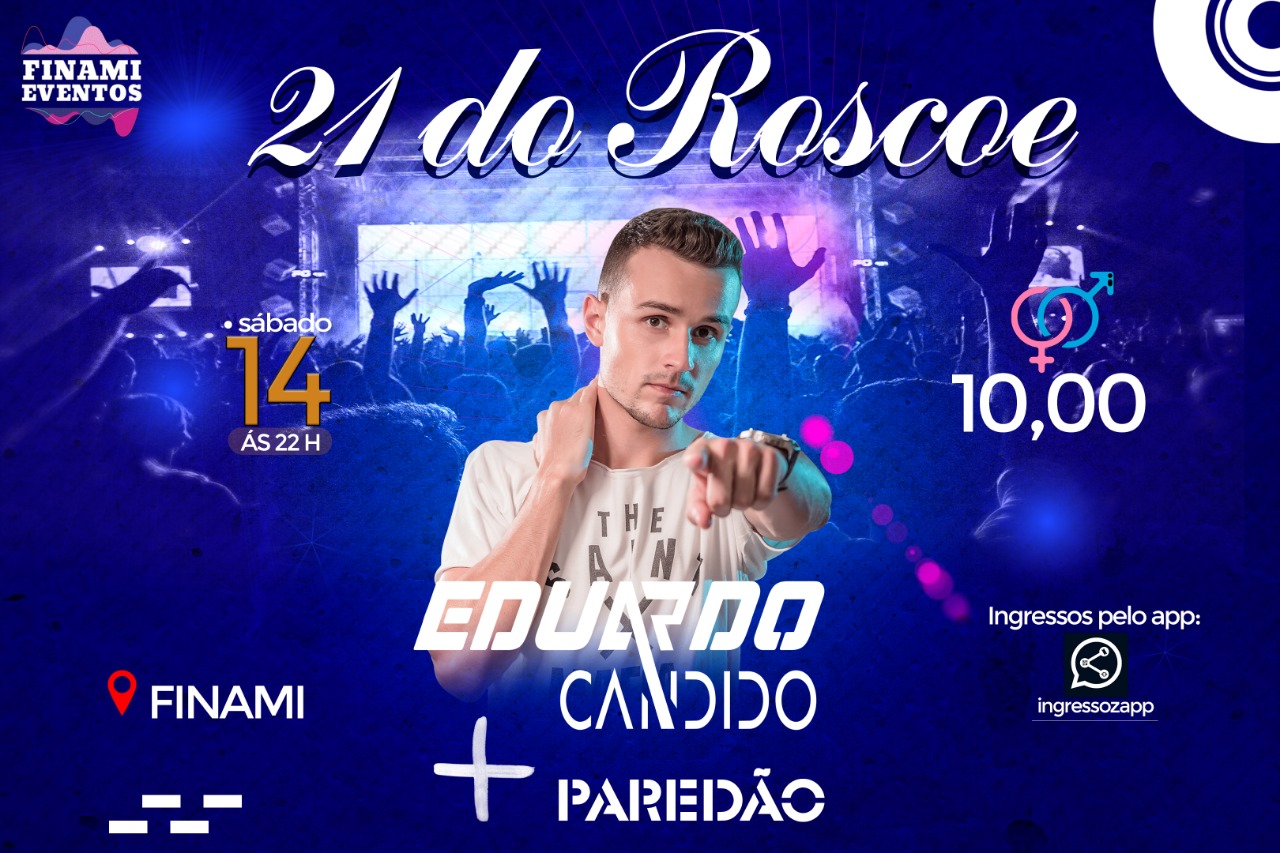 FINAMI
EVENTOS
21 do Roscoe
• sábado
14
ÁS 22 H
10,00
THE
EDUARDO
CANDIDO
+
PAREDÃO
FINAMI
Ingressos pelo app:
ingressozapp